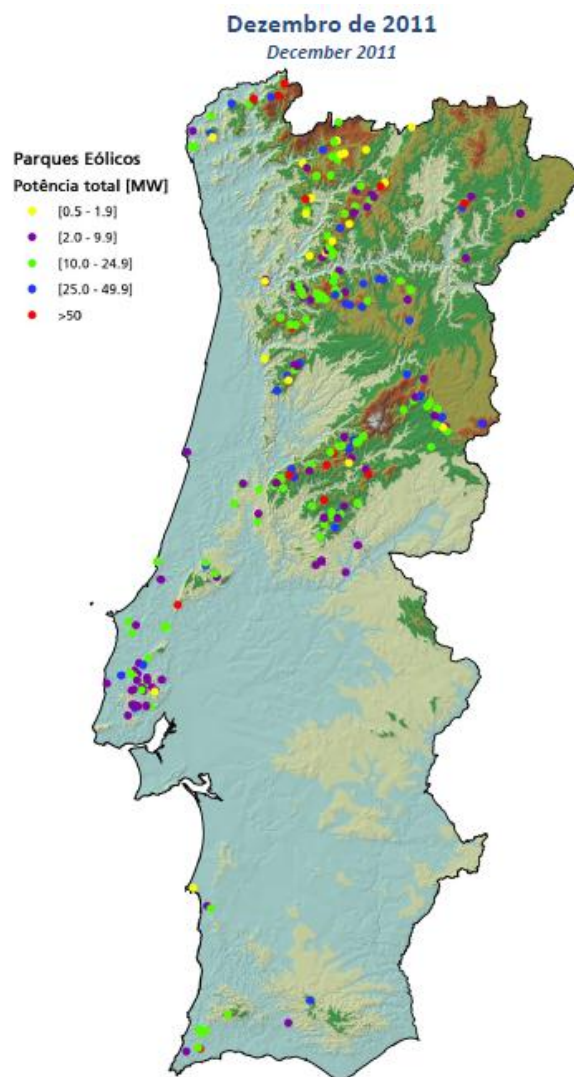 Dezembro de 2011
December 2011
Parques Eólicos
Potência total [MW]
[0.5 - 1.9]
[2.0 - 9.9]
[10.0 - 24.9]
[25.0 - 49.9]
>50